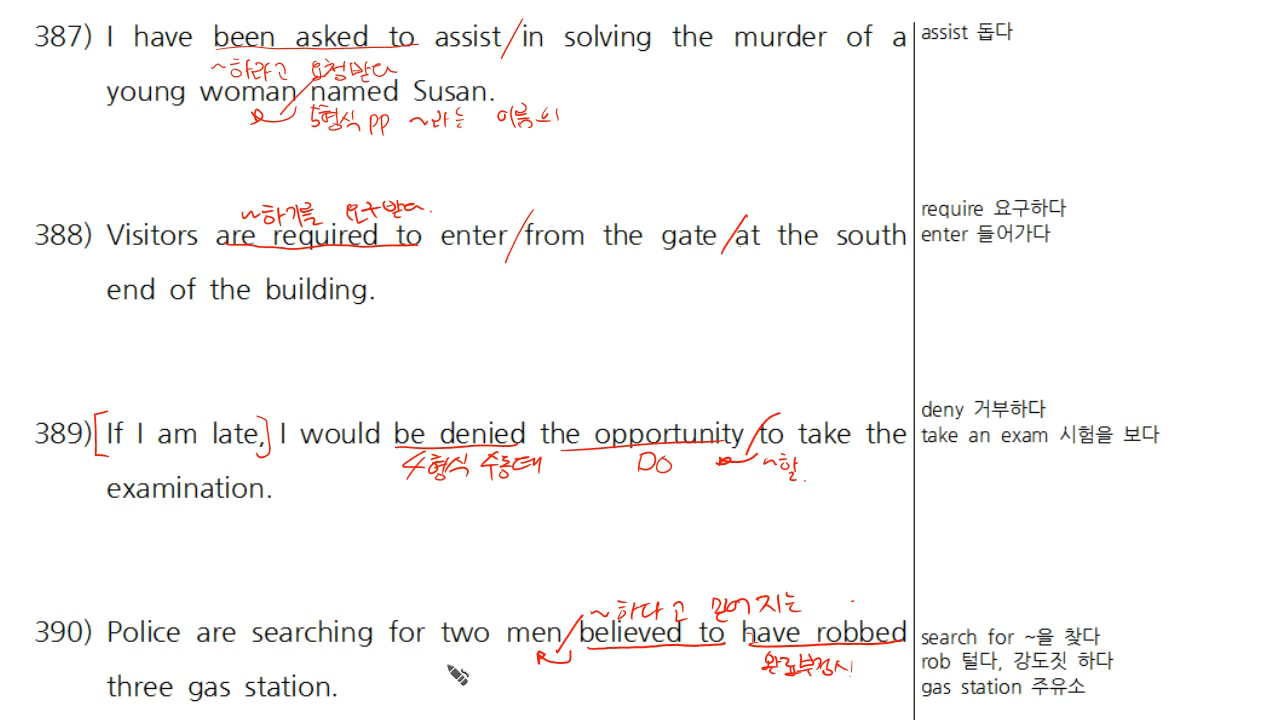 387) I have been asked to assist in solving the murder of a
assist 돕다
~하라고 요청받다
young woman named Susan.
5형식 pp ~라는 이름의
~하기를 요구받다.
388) Visitors are required to enter from the gate at the south
require 요구하다
enter 들어가다
end of the building.
389) If I am late, I would be denied the opportunity to take the
deny 거부하다
take an exam 시험을 보다
4형식 수동태 DO ~할.
examination.
~하다고 믿어지는
390) Police are searching for two men believed to have robbed
search for ~을 찾다
rob 털다, 강도짓 하다
gas station 주유소
완료부정사
three gas station.